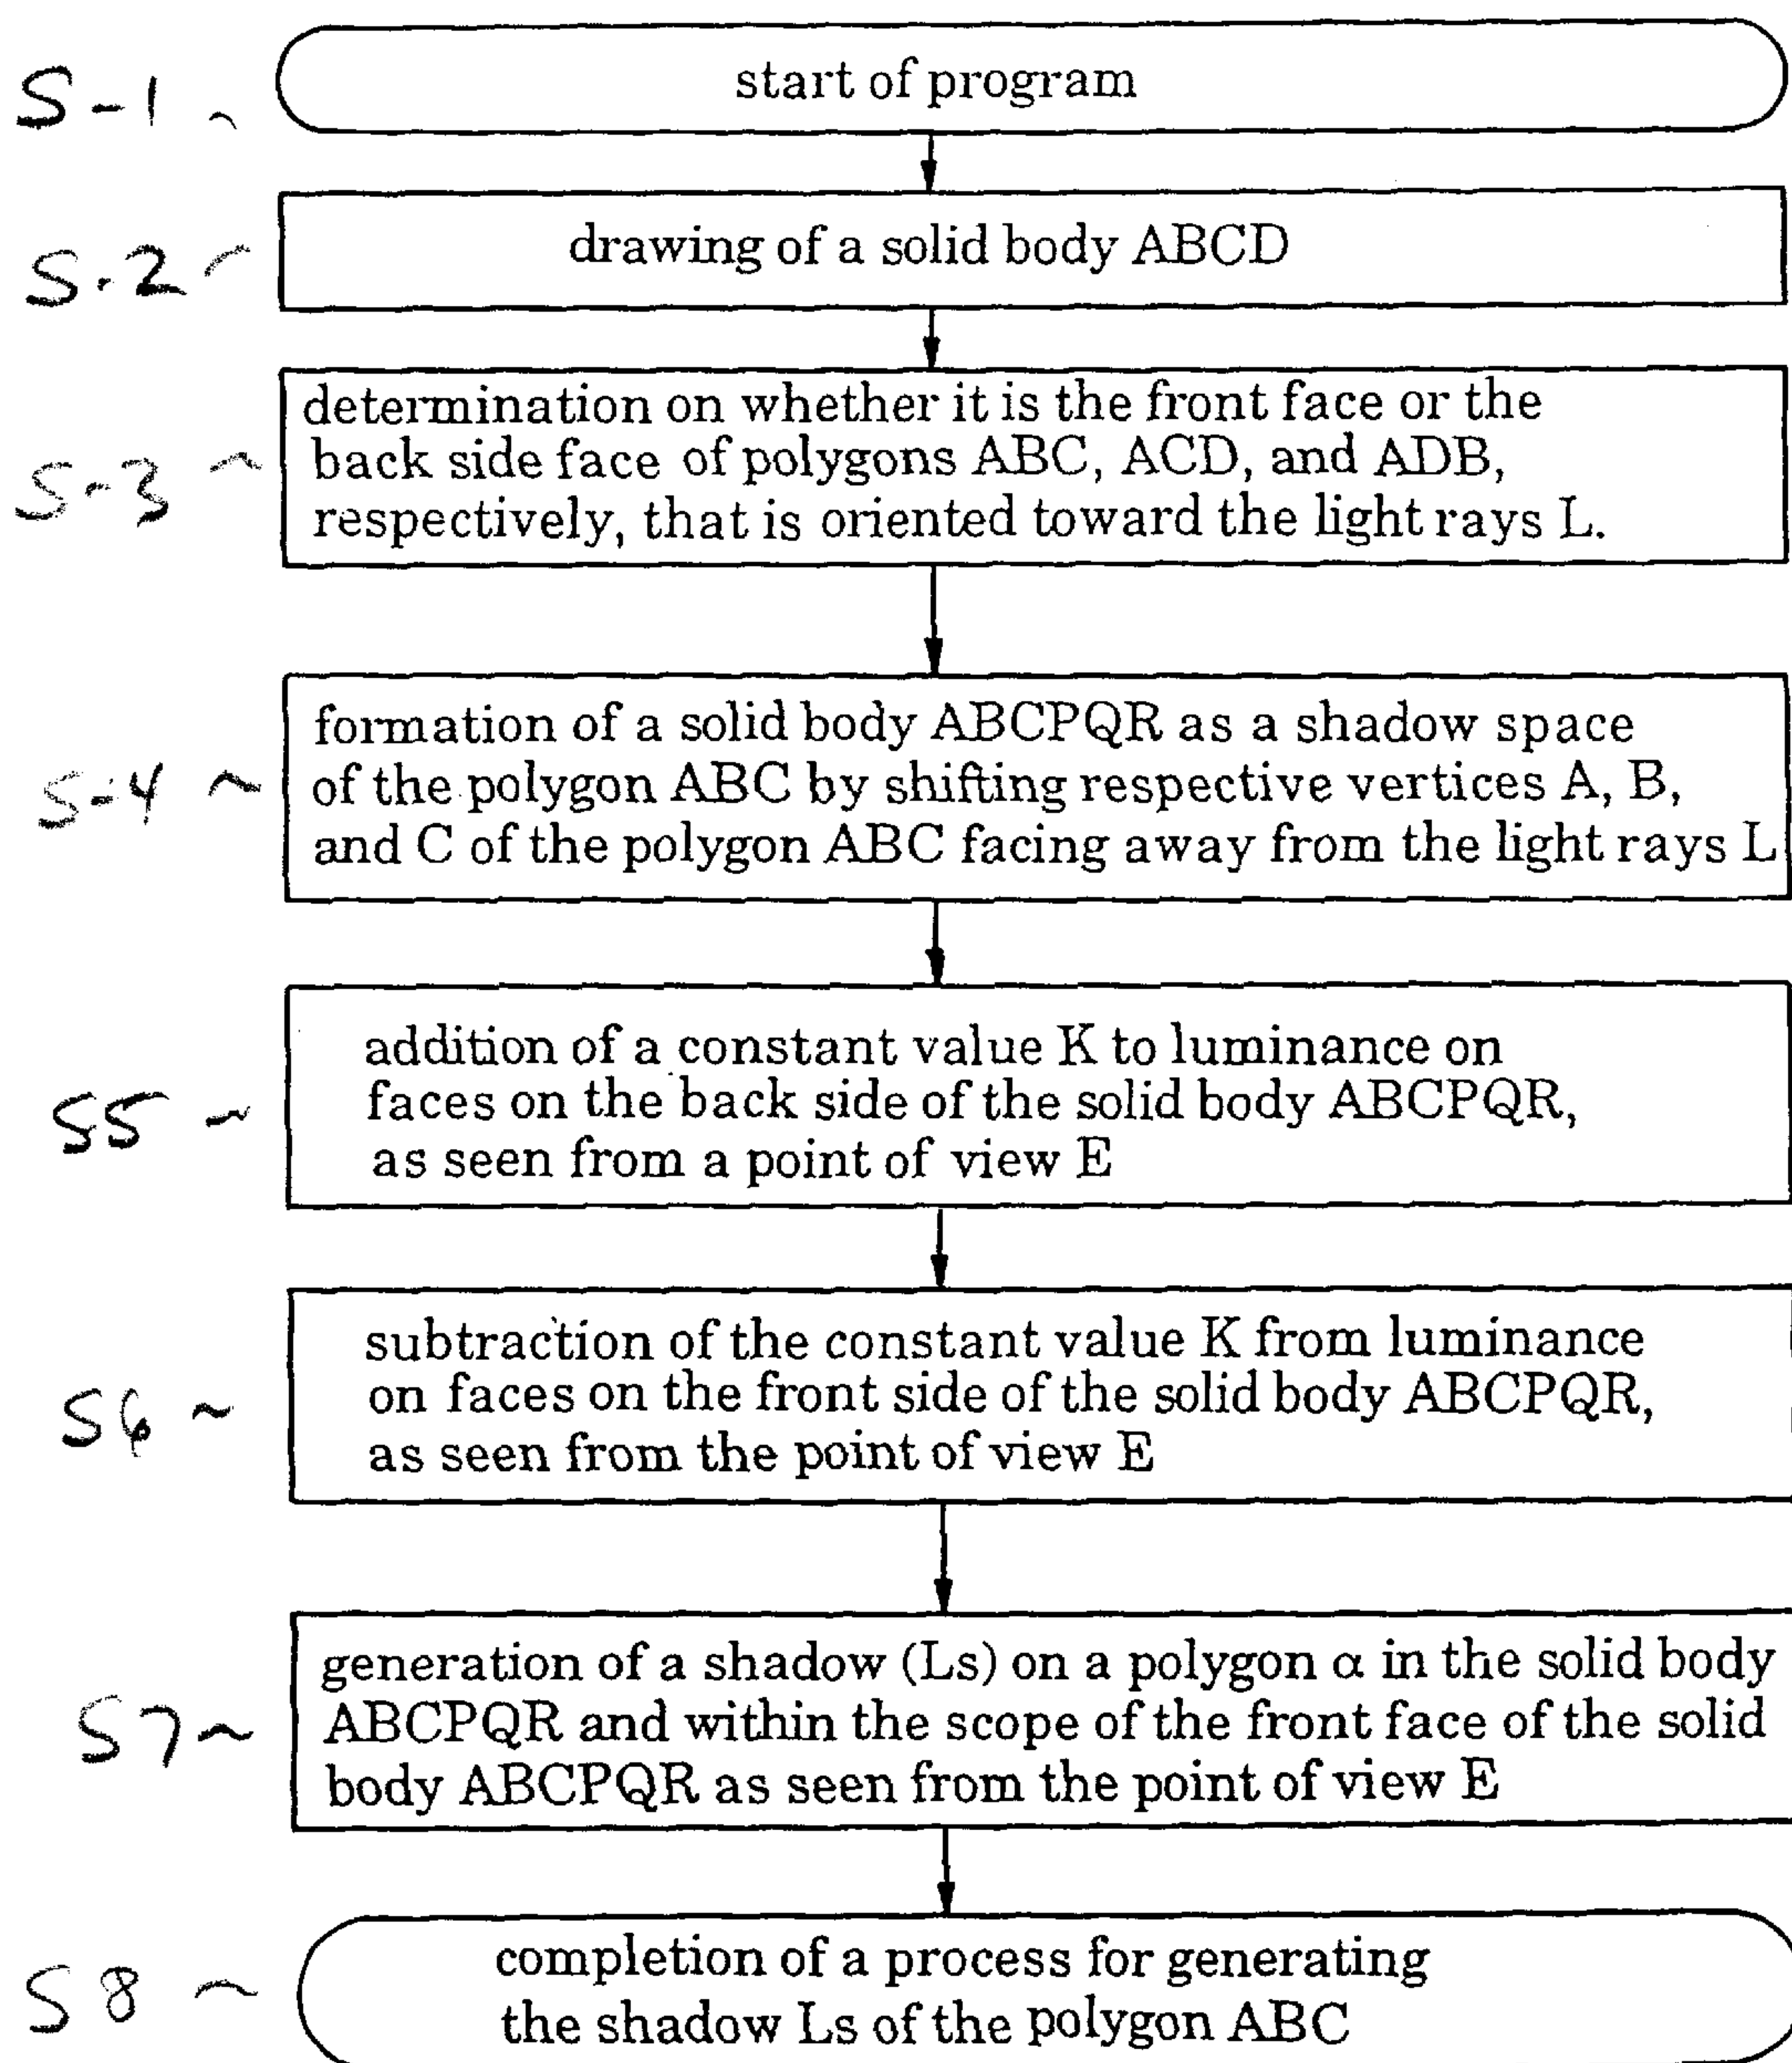 S-1 ~ start of program
S-2 ~ drawing of a solid body ABCD
S-3 ~ determination on whether it is the front face or the
back side face of polygons ABC, ACD, and ADB,
respectively, that is oriented toward the light rays L.
S-4 ~ formation of a solid body ABCPQR as a shadow space
of the polygon ABC by shifting respective vertices A, B,
and C of the polygon ABC facing away from the light rays L
S5 ~ addition of a constant value K to luminance on
faces on the back side of the solid body ABCPQR,
as seen from a point of view E
S6 ~ subtraction of the constant value K from luminance
on faces on the front side of the solid body ABCPQR,
as seen from the point of view E
S7 ~ generation of a shadow (Ls) on a polygon α in the solid body
ABCPQR and within the scope of the front face of the solid
body ABCPQR as seen from the point of view E
S8 ~ completion of a process for generating
the shadow Ls of the polygon ABC